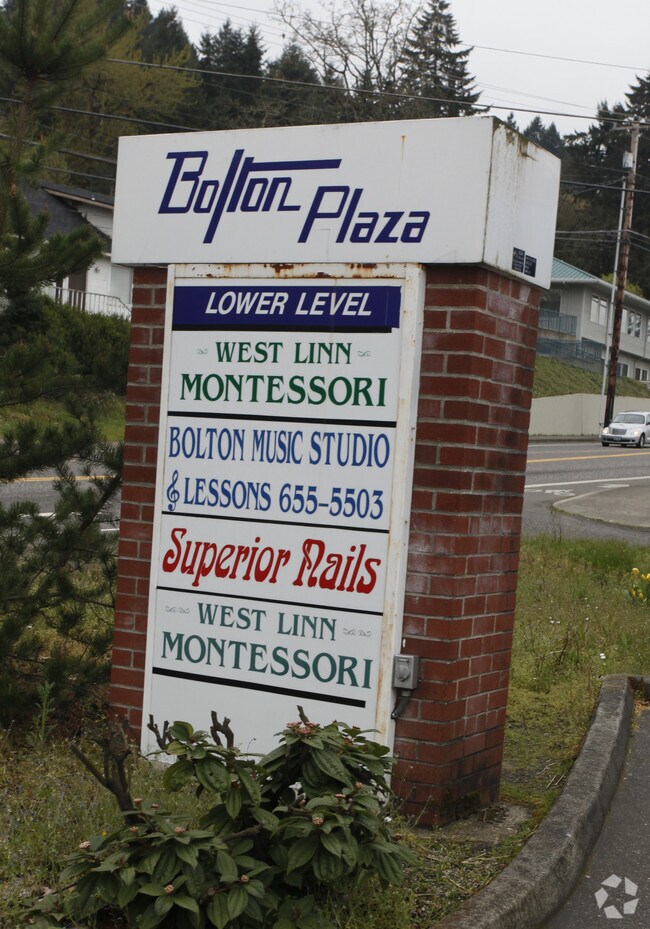 Bolton Plaza
LOWER LEVEL
WEST LINN
MONTESSORI
BOLTON MUSIC STUDIO
LESSONS 655-5503
Superior Nails
WEST LINN
MONTESSORI